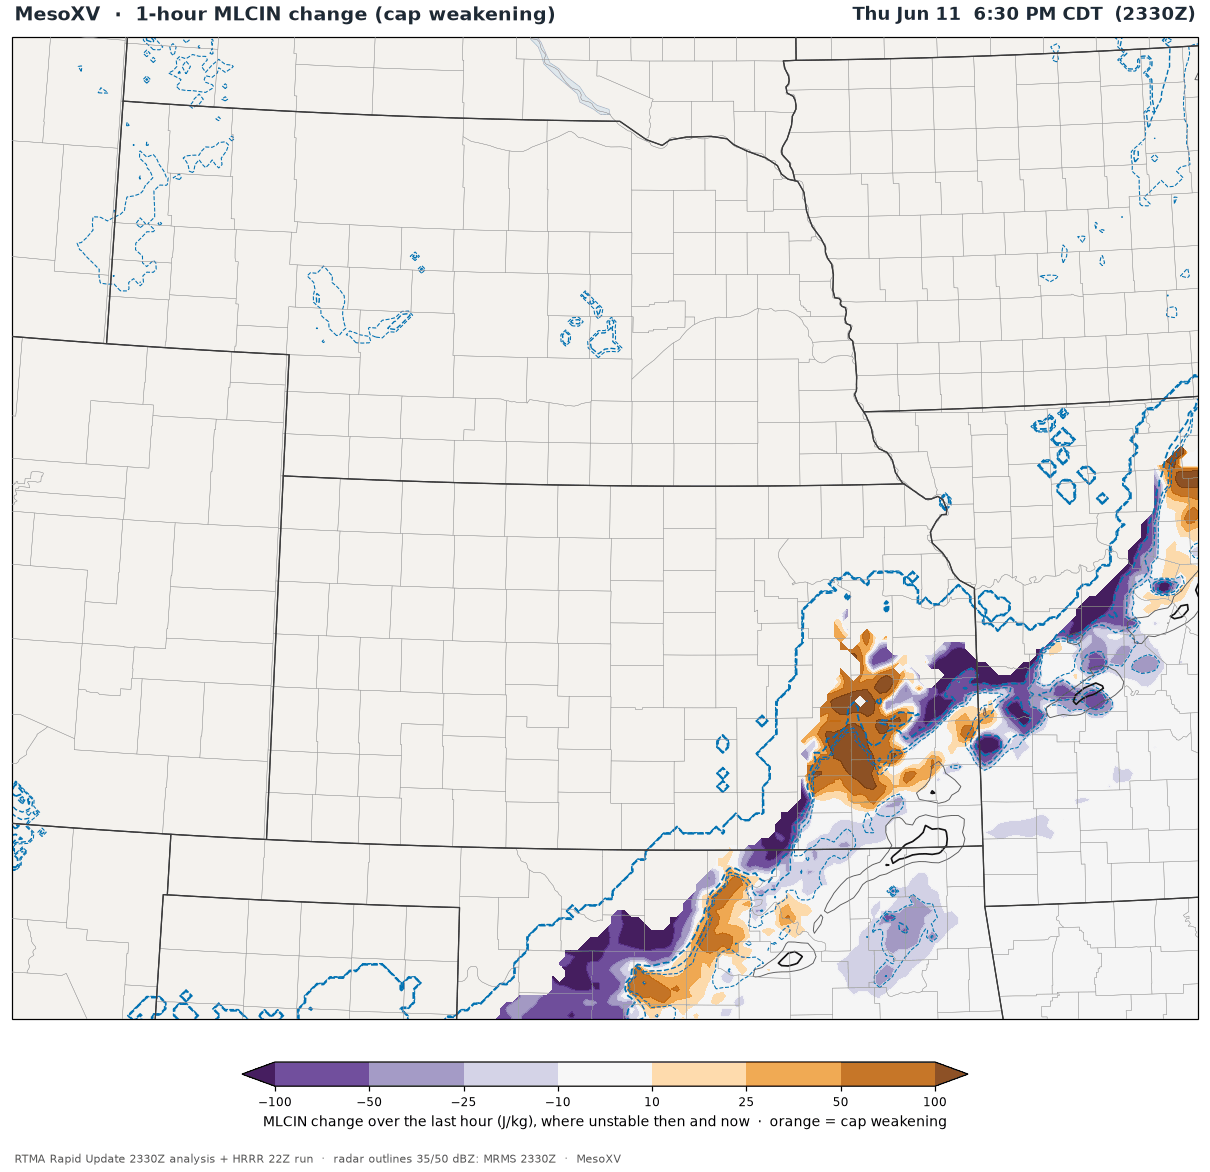 MesoXV · 1-hour MLCIN change (cap weakening)
Thu Jun 11 6:30 PM CDT (2330Z)
−100 −50 −25 −10 10 25 50 100
MLCIN change over the last hour (J/kg), where unstable then and now · orange = cap weakening
RTMA Rapid Update 2330Z analysis + HRRR 22Z run · radar outlines 35/50 dBZ: MRMS 2330Z · MesoXV